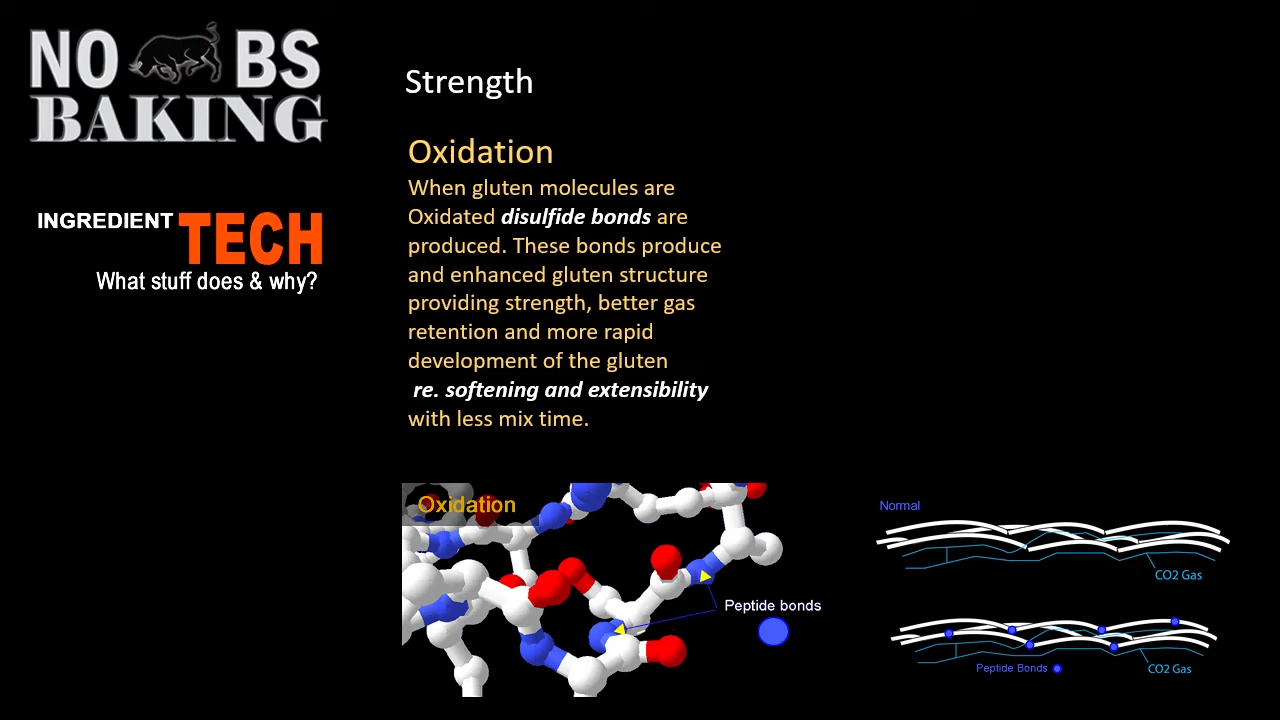 NO BS
BAKING
INGREDIENT TECH
What stuff does & why?
Strength
Oxidation
When gluten molecules are
Oxidated disulfide bonds are
produced. These bonds produce
and enhanced gluten structure
providing strength, better gas
retention and more rapid
development of the gluten
re. softening and extensibility
with less mix time.
Oxidation
Peptide bonds
Normal
CO2 Gas
Peptide Bonds
CO2 Gas